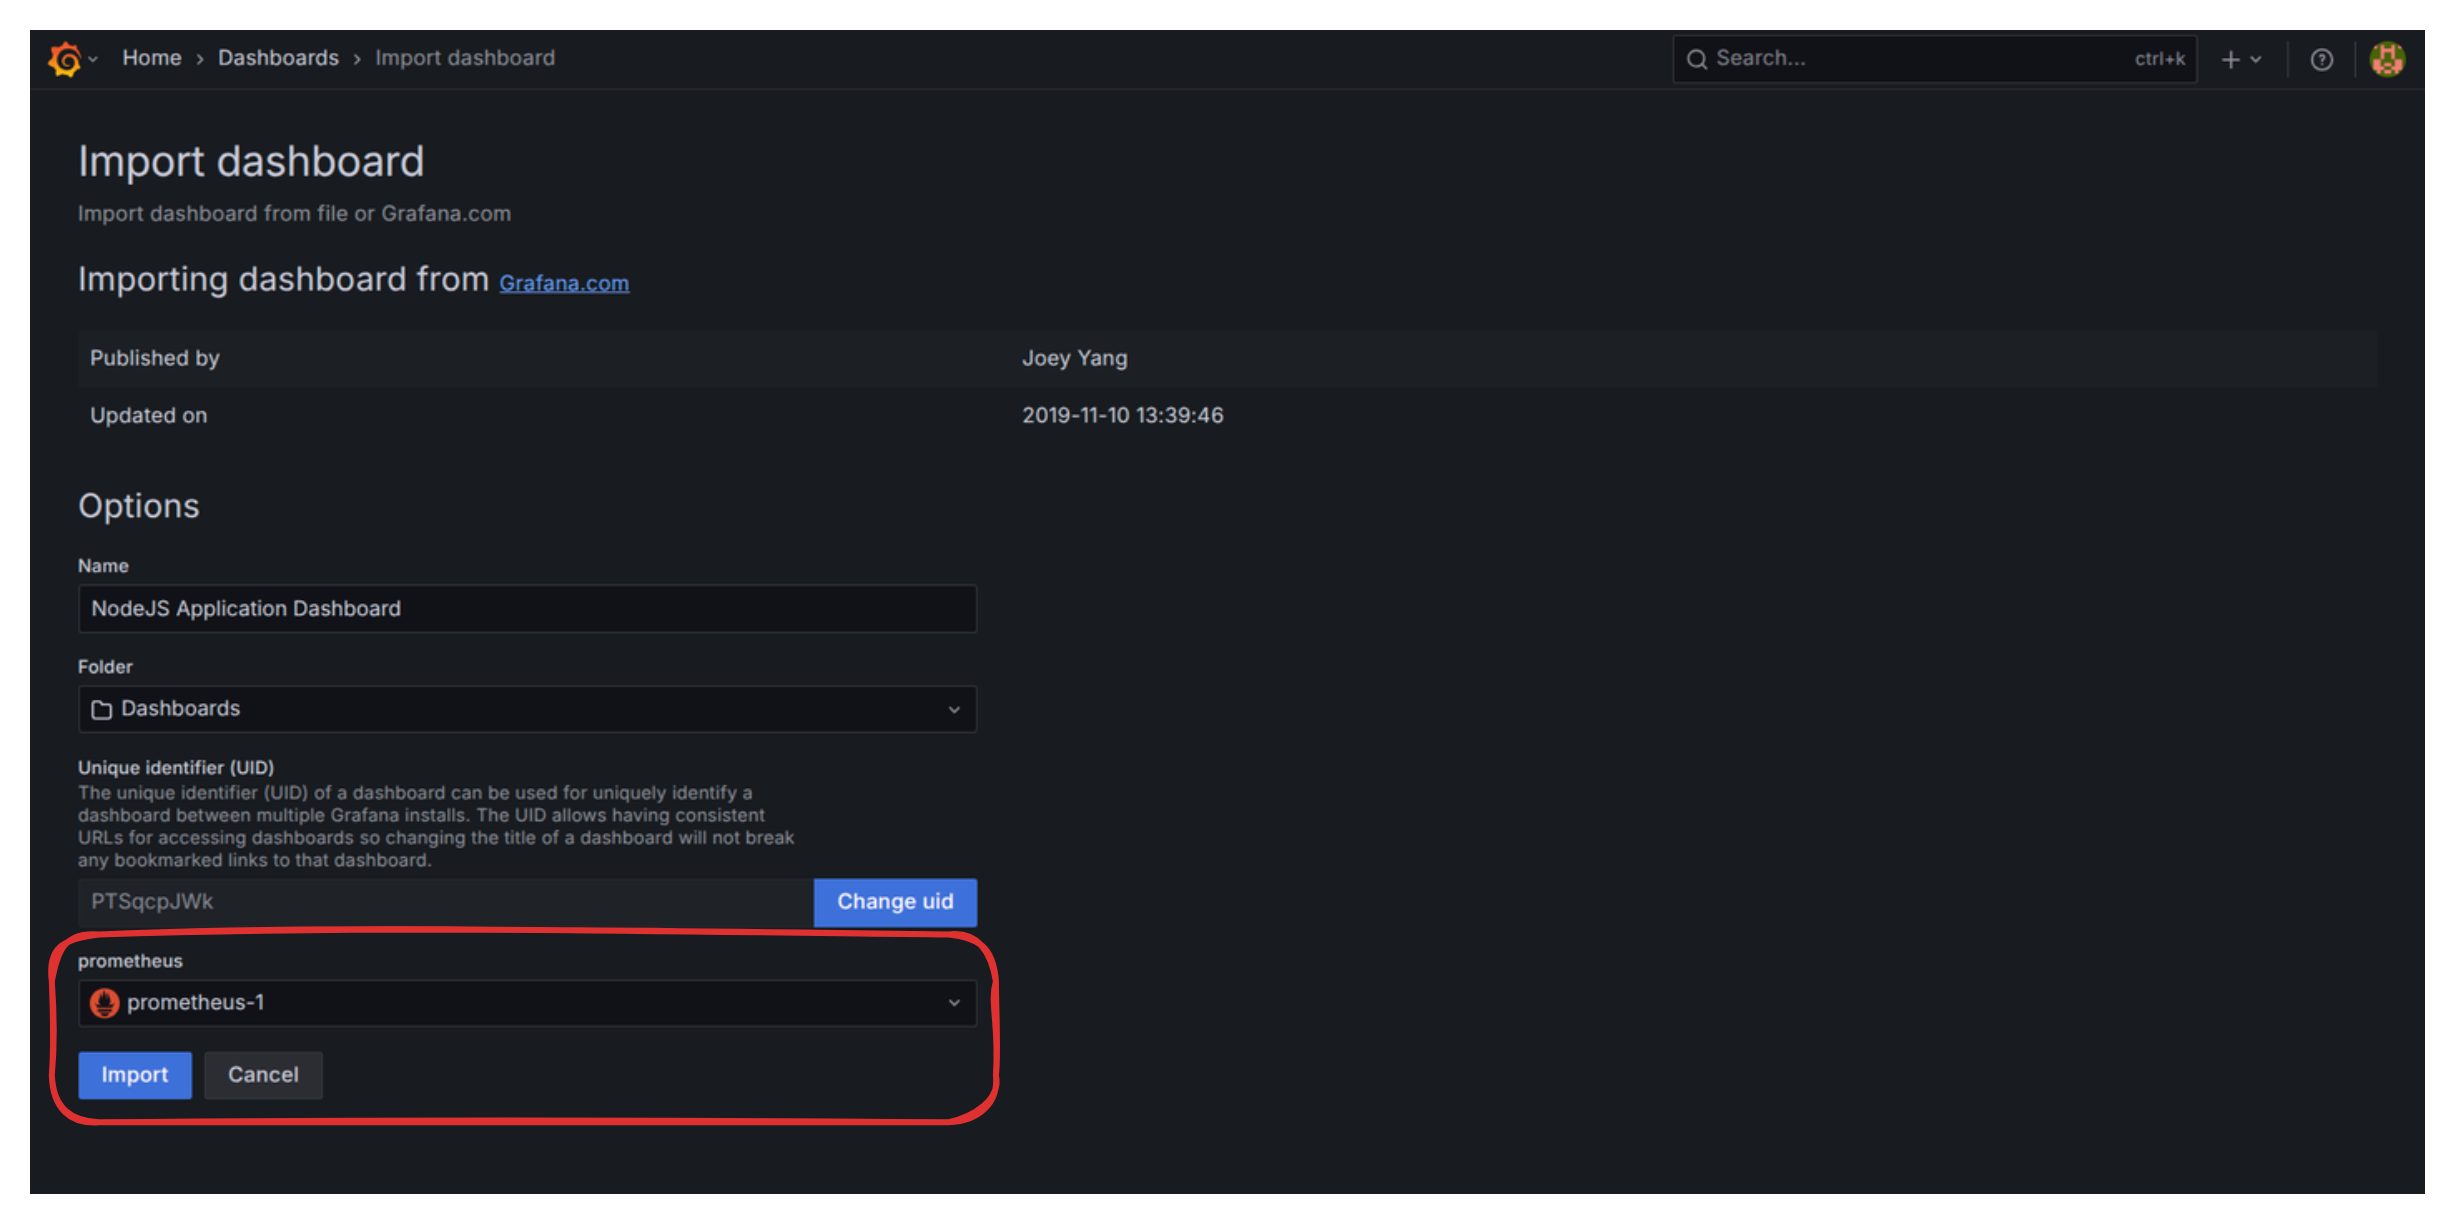 Home › Dashboards › Import dashboard
Search...
ctrl+k
Import dashboard
Import dashboard from file or Grafana.com
Importing dashboard from Grafana.com
Published by Joey Yang
Updated on 2019-11-10 13:39:46
Options
Name
NodeJS Application Dashboard
Folder
Dashboards
Unique identifier (UID)
The unique identifier (UID) of a dashboard can be used for uniquely identify a
dashboard between multiple Grafana installs. The UID allows having consistent
URLs for accessing dashboards so changing the title of a dashboard will not break
any bookmarked links to that dashboard.
PTSqcpJWk Change uid
prometheus
prometheus-1
Import Cancel